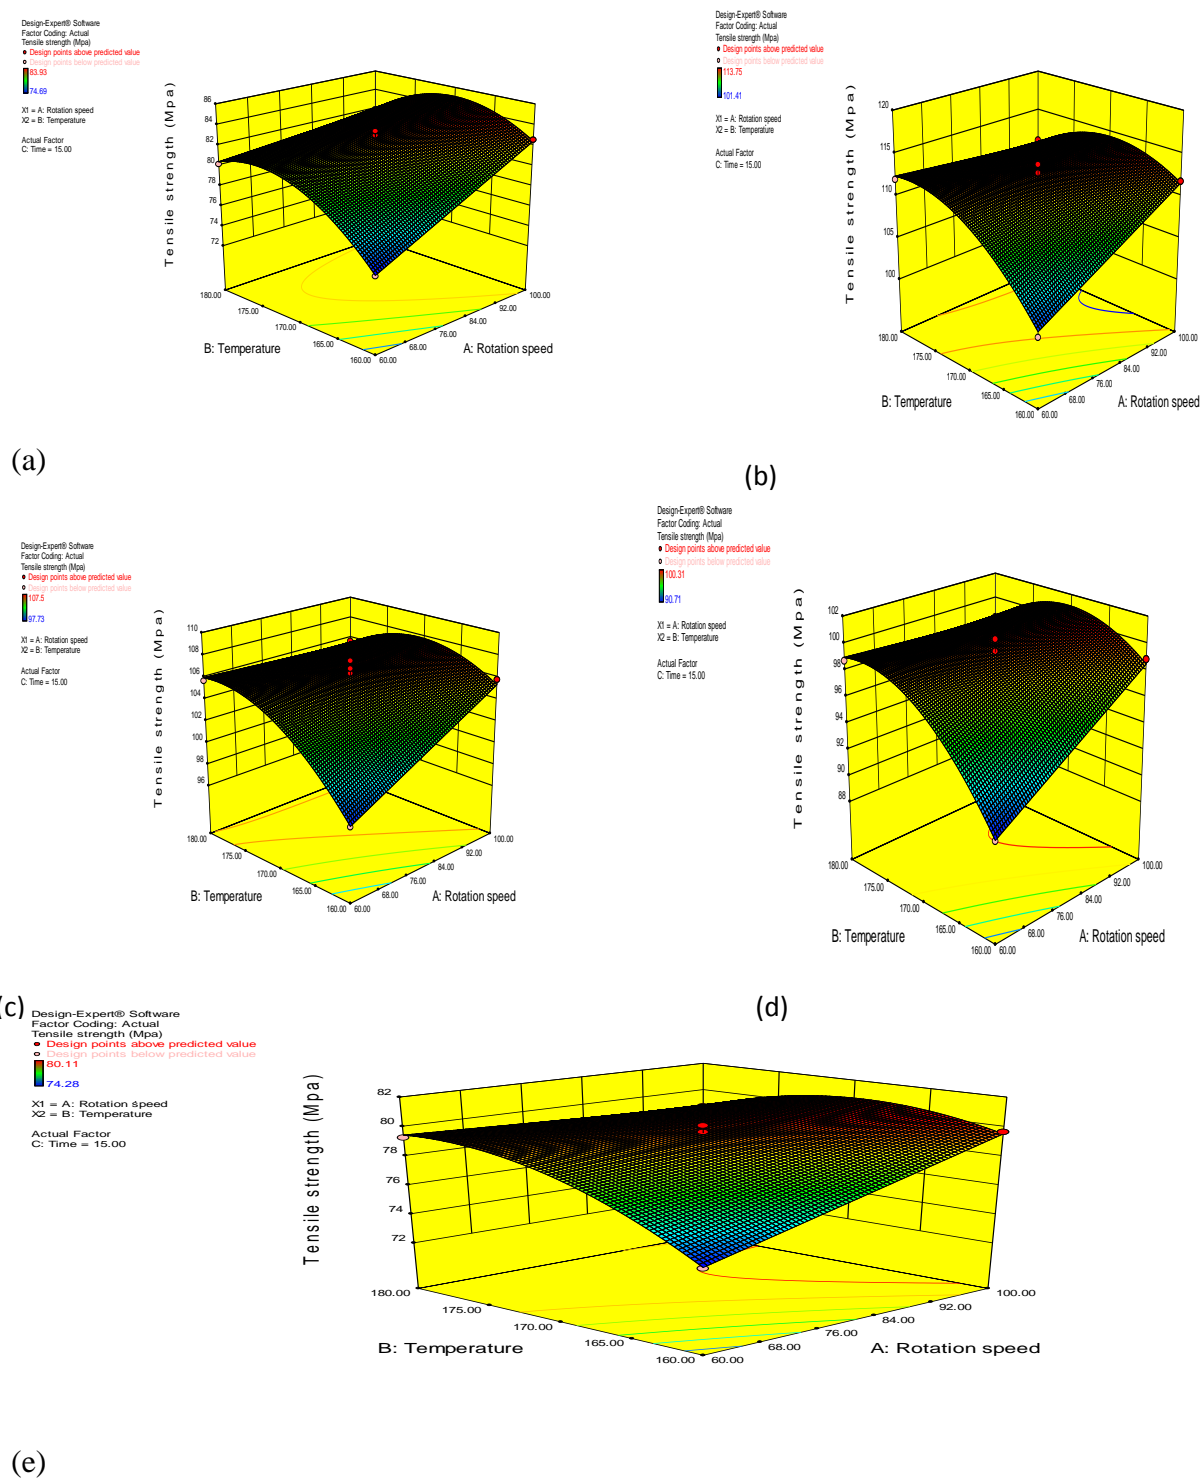 Design-Expert® Software
Factor Coding: Actual
Tensile strength (Mpa)
Design points above predicted value
Design points below predicted value
83.93
74.69
X1 = A: Rotation speed
X2 = B: Temperature
Actual Factor
C: Time = 15.00
86
84
82
80
78
76
74
72
Tensile strength (Mpa)
180.00
175.00
170.00
165.00
160.00
60.00
68.00
76.00
84.00
92.00
100.00
B: Temperature
A: Rotation speed
(a)
Design-Expert® Software
Factor Coding: Actual
Tensile strength (Mpa)
Design points above predicted value
Design points below predicted value
113.75
101.41
X1 = A: Rotation speed
X2 = B: Temperature
Actual Factor
C: Time = 15.00
120
115
110
105
100
Tensile strength (Mpa)
180.00
175.00
170.00
165.00
160.00
60.00
68.00
76.00
84.00
92.00
100.00
B: Temperature
A: Rotation speed
(b)
Design-Expert® Software
Factor Coding: Actual
Tensile strength (Mpa)
Design points above predicted value
Design points below predicted value
107.5
97.73
X1 = A: Rotation speed
X2 = B: Temperature
Actual Factor
C: Time = 15.00
110
108
106
104
102
100
98
96
Tensile strength (Mpa)
180.00
175.00
170.00
165.00
160.00
60.00
68.00
76.00
84.00
92.00
100.00
B: Temperature
A: Rotation speed
(c)
Design-Expert® Software
Factor Coding: Actual
Tensile strength (Mpa)
Design points above predicted value
Design points below predicted value
100.31
90.71
X1 = A: Rotation speed
X2 = B: Temperature
Actual Factor
C: Time = 15.00
102
100
98
96
94
92
90
88
Tensile strength (Mpa)
180.00
175.00
170.00
165.00
160.00
60.00
68.00
76.00
84.00
92.00
100.00
B: Temperature
A: Rotation speed
(d)
Design-Expert® Software
Factor Coding: Actual
Tensile strength (Mpa)
Design points above predicted value
Design points below predicted value
80.11
74.28
X1 = A: Rotation speed
X2 = B: Temperature
Actual Factor
C: Time = 15.00
82
80
78
76
74
72
Tensile strength (Mpa)
180.00
175.00
170.00
165.00
160.00
60.00
68.00
76.00
84.00
92.00
100.00
B: Temperature
A: Rotation speed
(e)